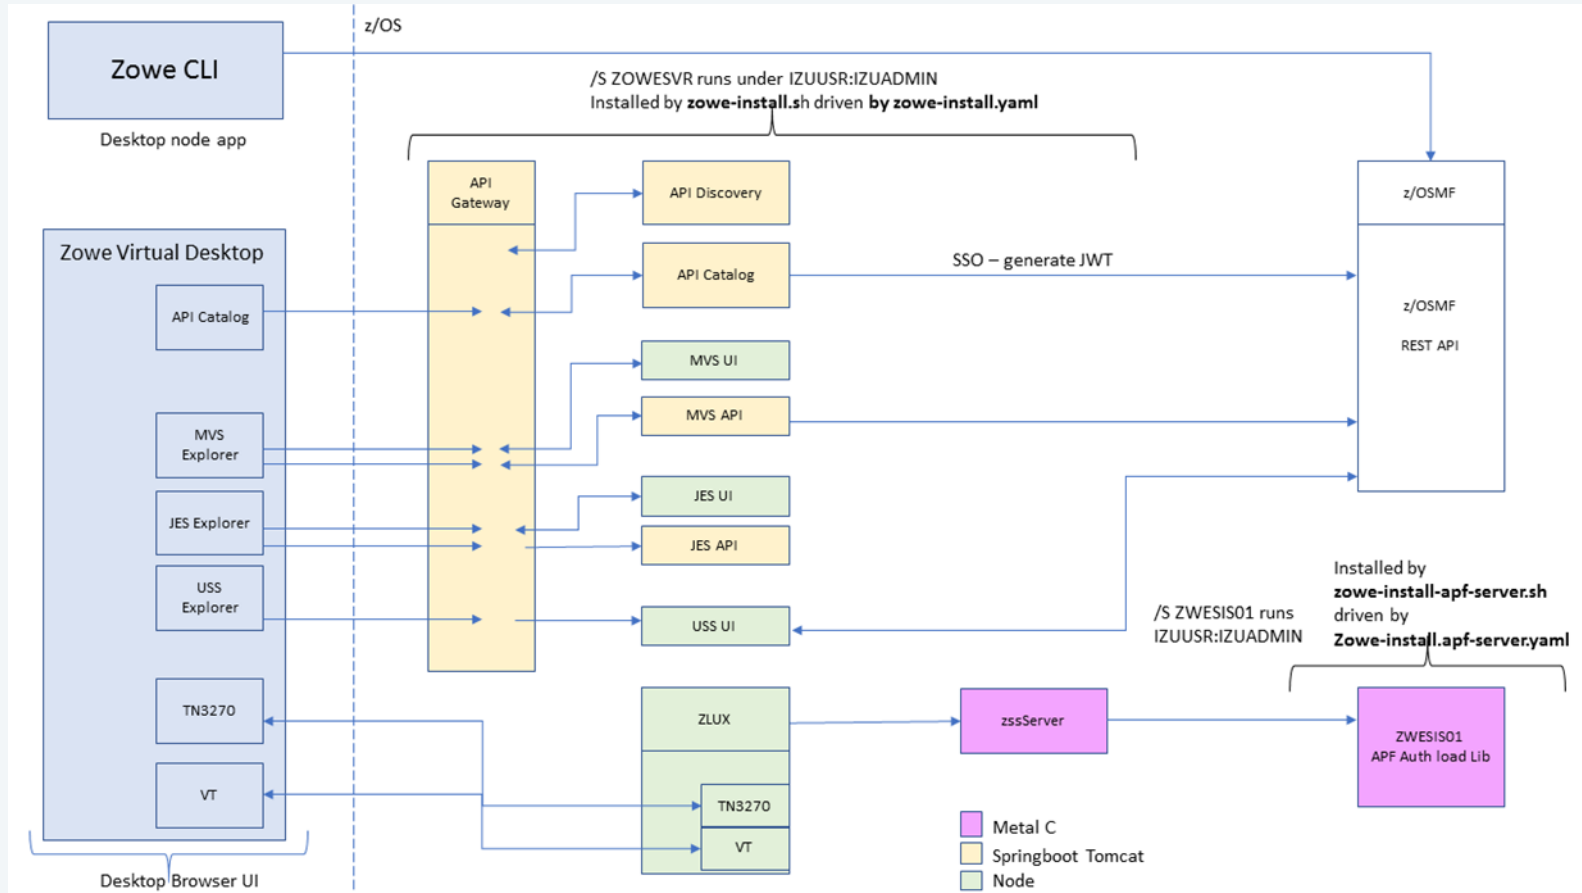 z/OS
Zowe CLI
Desktop node app
/S ZOWESVR runs under IZUUSR:IZUADMIN
Installed by zowe-install.sh driven by zowe-install.yaml
API
Gateway
API Discovery
z/OSMF
Zowe Virtual Desktop
API Catalog
API Catalog
SSO – generate JWT
z/OSMF
REST API
MVS UI
MVS API
MVS
Explorer
JES Explorer
JES UI
JES API
USS
Explorer
USS UI
/S ZWESIS01 runs
IZUUSR:IZUADMIN
Installed by
zowe-install-apf-server.sh
driven by
Zowe-install.apf-server.yaml
TN3270
VT
ZLUX
TN3270
VT
zssServer
ZWESIS01
APF Auth load Lib
Metal C
Springboot Tomcat
Node
Desktop Browser UI